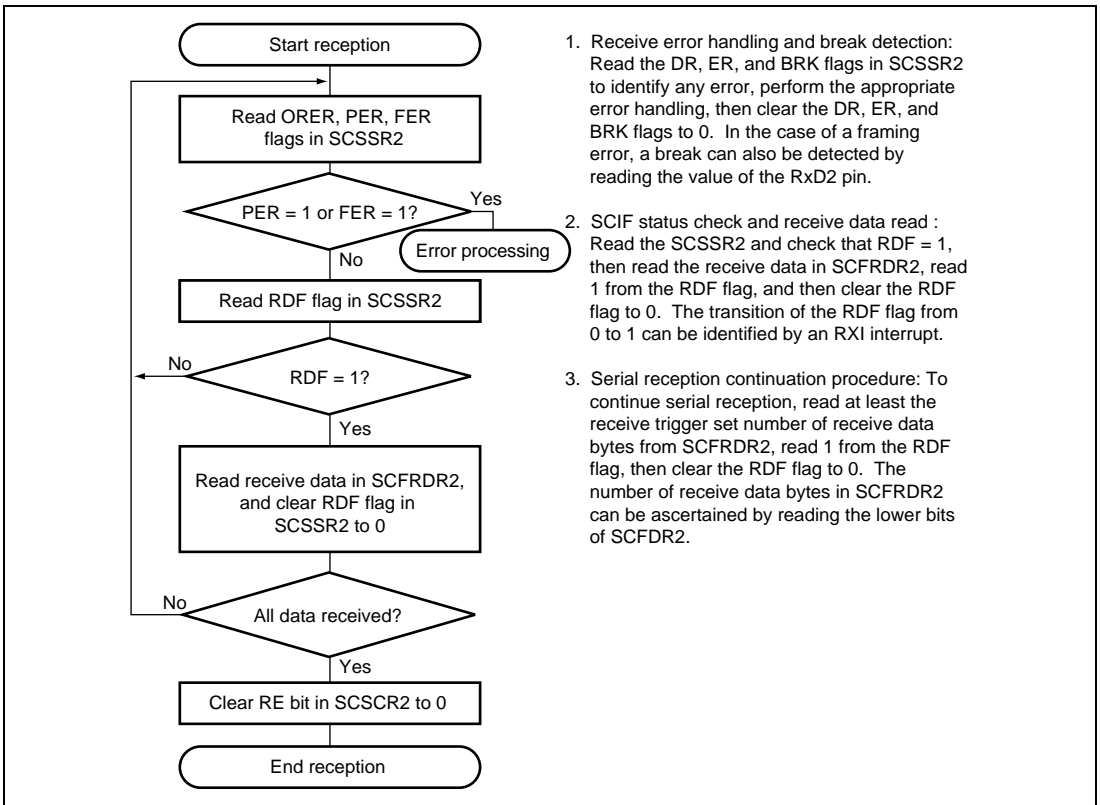 Start reception
Read ORER, PER, FER
flags in SCSSR2
PER = 1 or FER = 1?
Yes
Error processing
No
Read RDF flag in SCSSR2
No
RDF = 1?
Yes
Read receive data in SCFRDR2,
and clear RDF flag in
SCSSR2 to 0
No
All data received?
Yes
Clear RE bit in SCSCR2 to 0
End reception
1. Receive error handling and break detection:
Read the DR, ER, and BRK flags in SCSSR2
to identify any error, perform the appropriate
error handling, then clear the DR, ER, and
BRK flags to 0. In the case of a framing
error, a break can also be detected by
reading the value of the RxD2 pin.
2. SCIF status check and receive data read :
Read the SCSSR2 and check that RDF = 1,
then read the receive data in SCFRDR2, read
1 from the RDF flag, and then clear the RDF
flag to 0. The transition of the RDF flag from
0 to 1 can be identified by an RXI interrupt.
3. Serial reception continuation procedure: To
continue serial reception, read at least the
receive trigger set number of receive data
bytes from SCFRDR2, read 1 from the RDF
flag, then clear the RDF flag to 0. The
number of receive data bytes in SCFRDR2
can be ascertained by reading the lower bits
of SCFDR2.